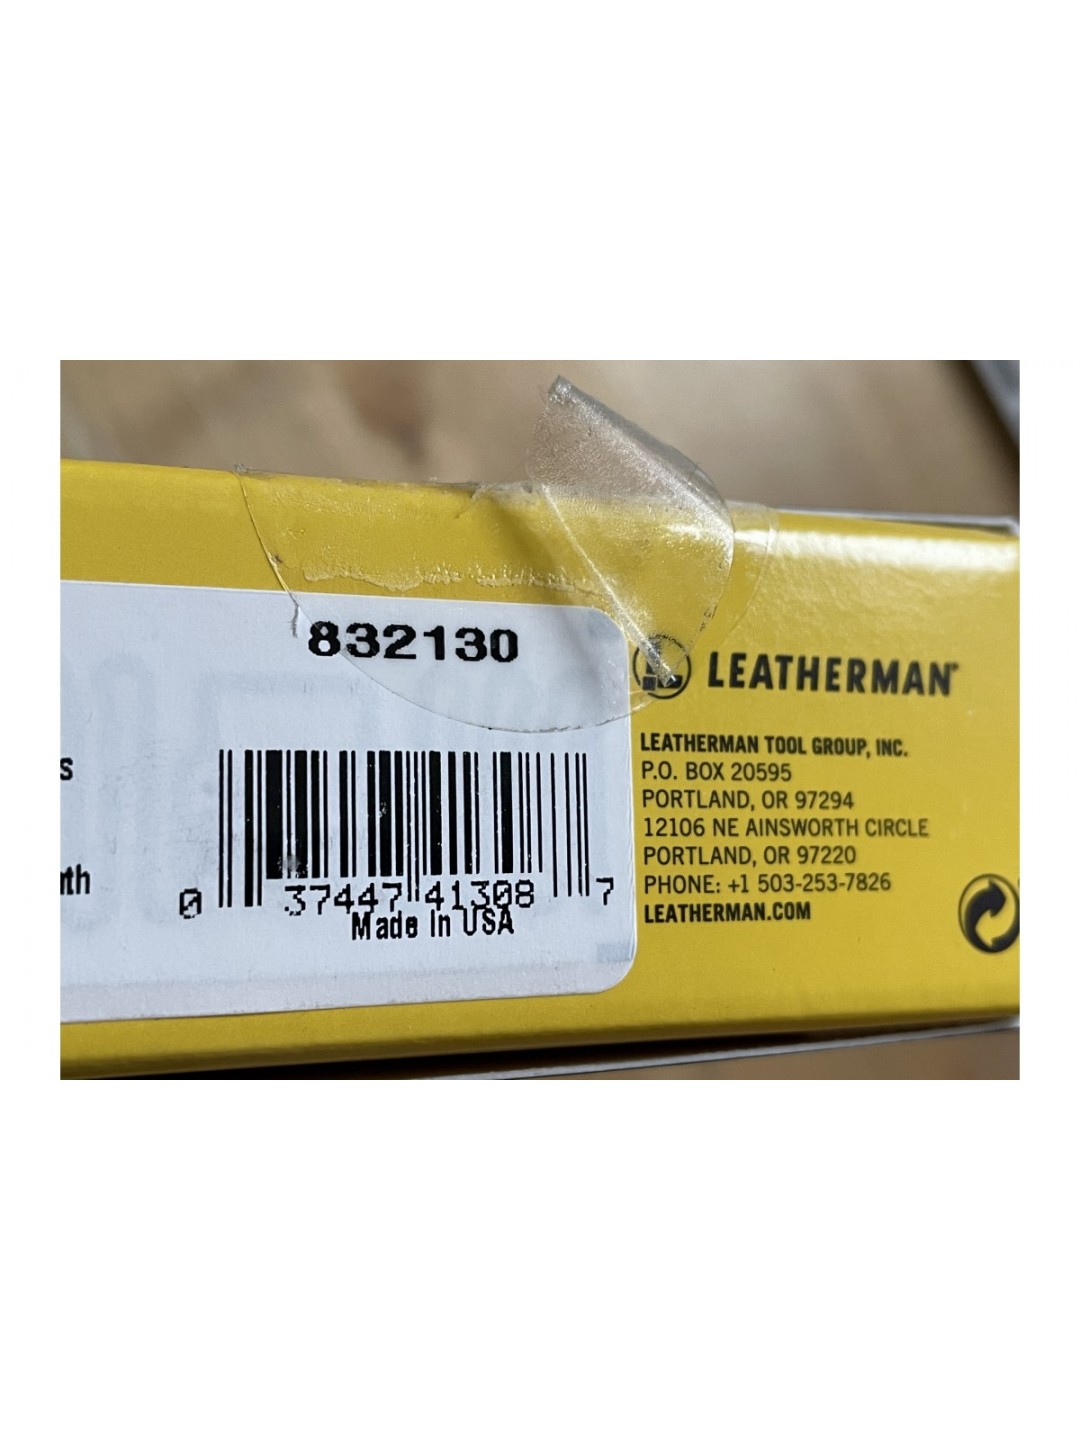 832130
s
nth
0 37447 41308 7
Made in USA
LEATHERMAN
LEATHERMAN TOOL GROUP, INC.
P.O. BOX 20595
PORTLAND, OR 97294
12106 NE AINSWORTH CIRCLE
PORTLAND, OR 97220
PHONE: +1 503-253-7826
LEATHERMAN.COM